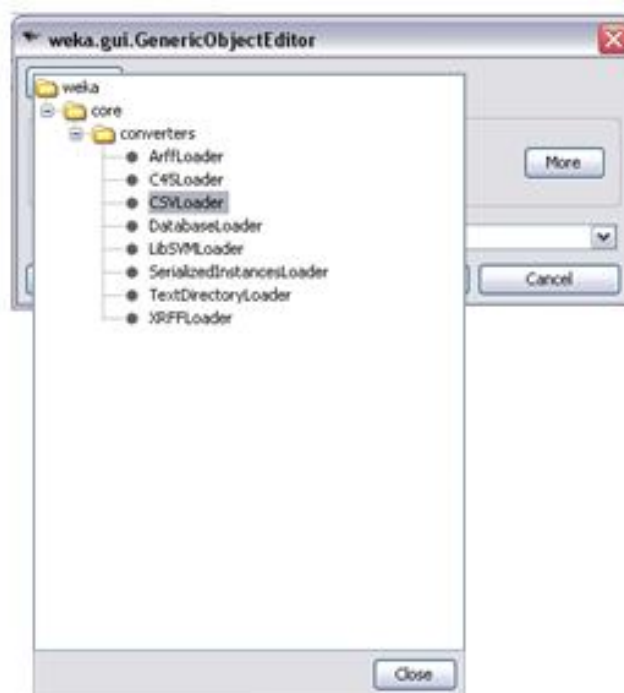 weka.gui.GenericObjectEditor
weka
core
converters
ArffLoader
C45Loader
CSVLoader
DatabaseLoader
LibSVMLoader
SerializedInstancesLoader
TextDirectoryLoader
XRFFLoader
More
Cancel
Close